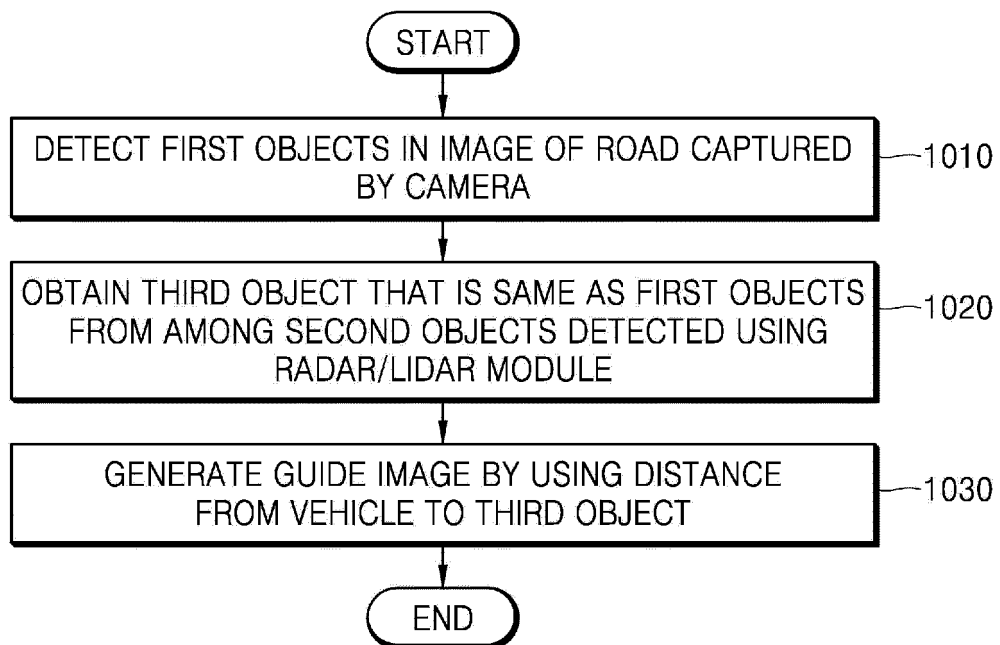 START
DETECT FIRST OBJECTS IN IMAGE OF ROAD CAPTURED
BY CAMERA
1010
OBTAIN THIRD OBJECT THAT IS SAME AS FIRST OBJECTS
FROM AMONG SECOND OBJECTS DETECTED USING
RADAR/LIDAR MODULE
1020
GENERATE GUIDE IMAGE BY USING DISTANCE
FROM VEHICLE TO THIRD OBJECT
1030
END